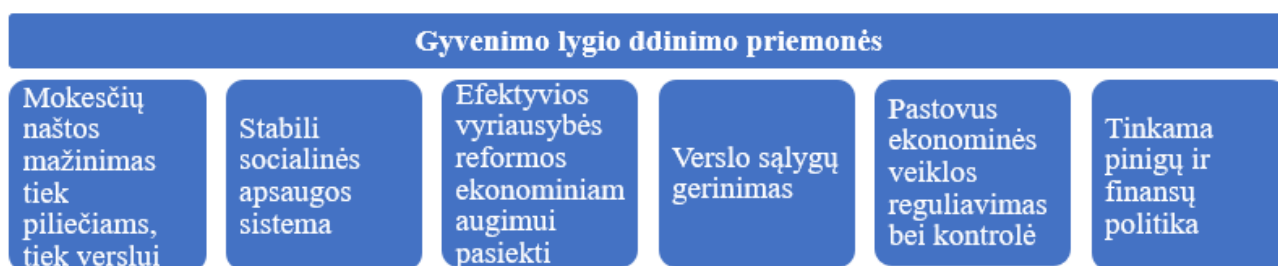 Gyvenimo lygio ddinimo priemonės
Mokesčių
naštos
mažinimas
tiek
piliečiams,
tiek verslui
Stabili
socialinės
apsaugos
sistema
Efektyvios
vyriausybės
reformos
ekonominiam
augimui
pasiekti
Verslo sąlygų
gerinimas
Pastovus
ekonominės
veiklos
reguliavimas
bei kontrolė
Tinkama
pinigų ir
finansų
politika